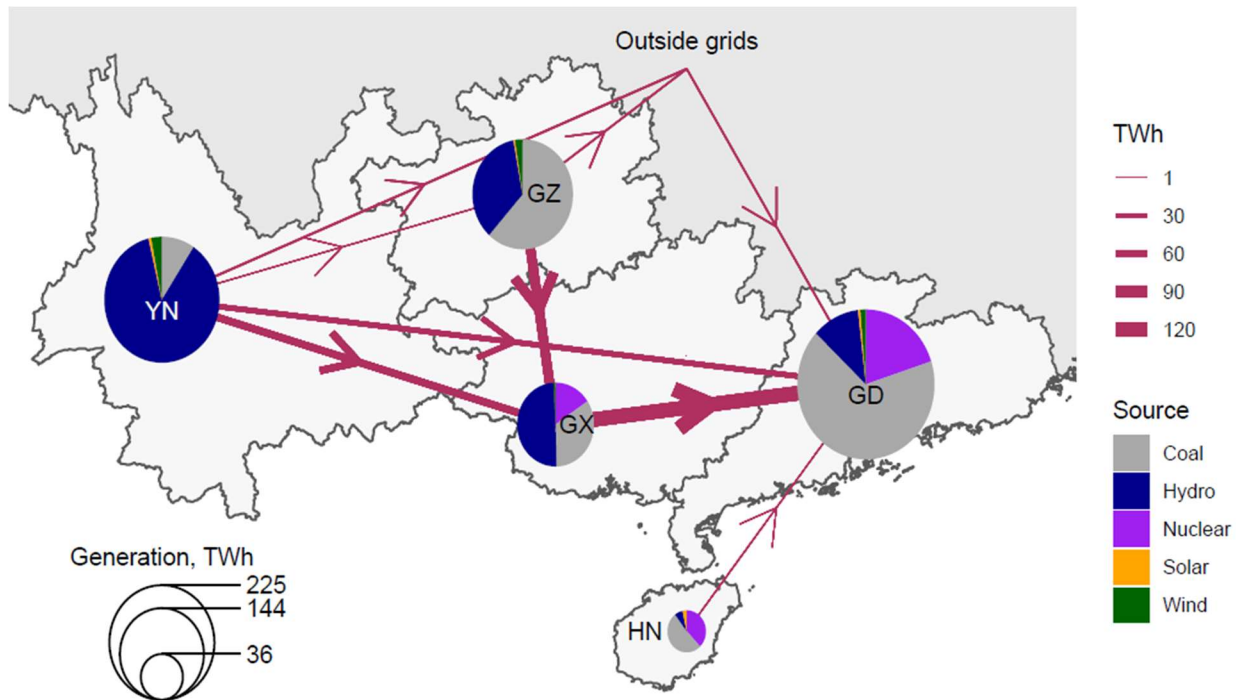 Outside grids
GZ
YN
GX
GD
HN
Generation, TWh
225
144
36
TWh
1
30
60
90
120
Source
Coal
Hydro
Nuclear
Solar
Wind